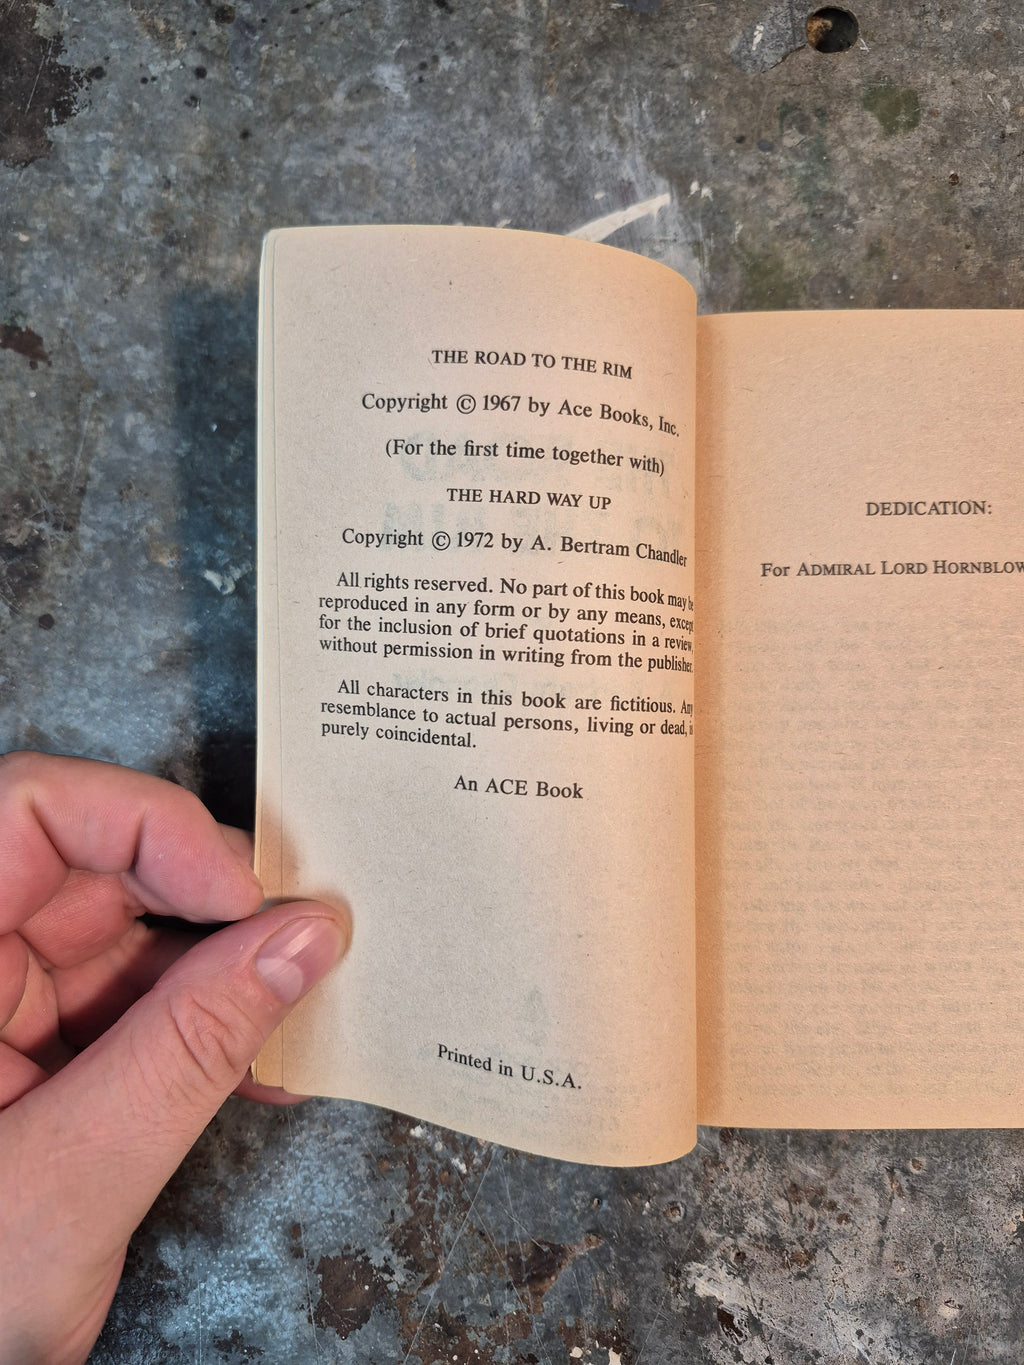 THE ROAD TO THE RIM
Copyright © 1967 by Ace Books, Inc.
(For the first time together with)
THE HARD WAY UP
Copyright © 1972 by A. Bertram Chandler
All rights reserved. No part of this book may be
reproduced in any form or by any means, except
for the inclusion of brief quotations in a review,
without permission in writing from the publisher.
All characters in this book are fictitious. Any
resemblance to actual persons, living or dead,
purely coincidental.
An ACE Book
Printed in U.S.A.
DEDICATION:
For ADMIRAL LORD